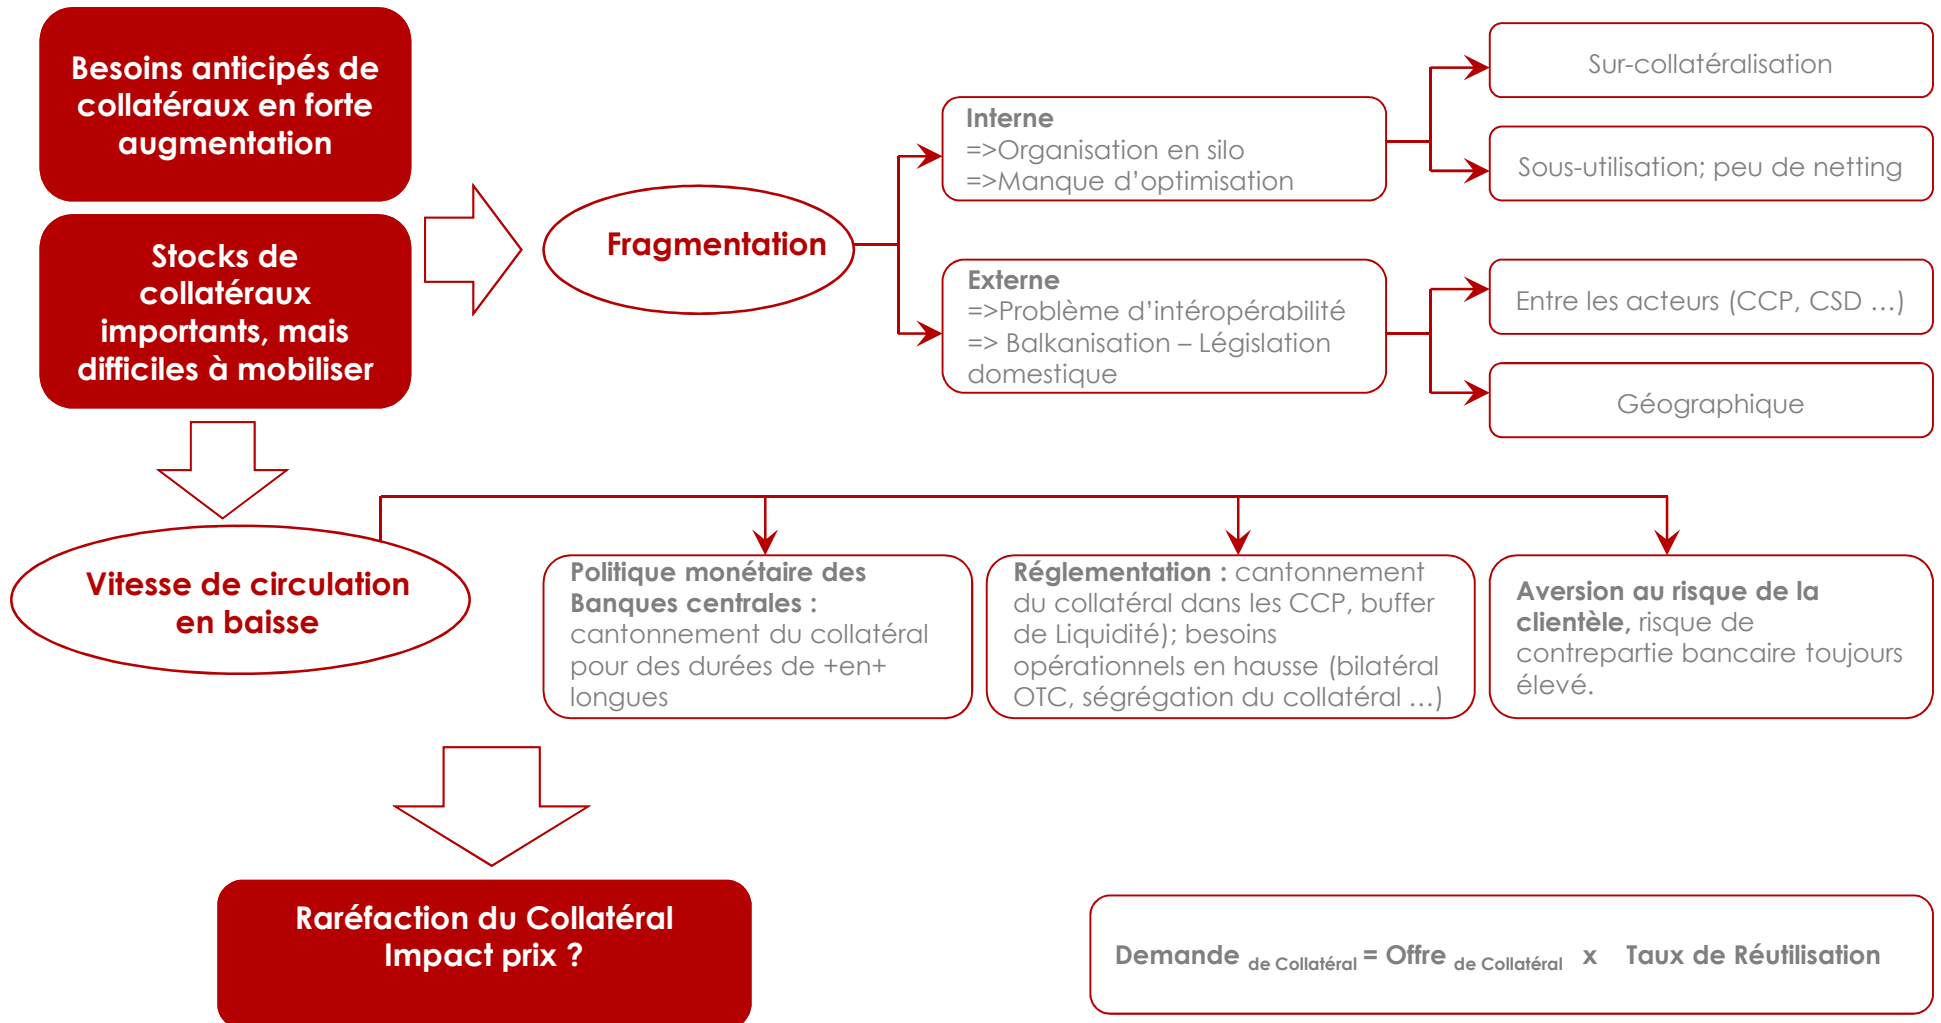 Besoins anticipés de
collatéraux en forte
augmentation
Stocks de
collatéraux
importants, mais
difficiles à mobiliser
Fragmentation
Interne
=>Organisation en silo
=>Manque d'optimisation
Externe
=>Problème d'intéropérabilité
=> Balkanisation – Législation
domestique
Sur-collatéralisation
Sous-utilisation; peu de netting
Entre les acteurs (CCP, CSD …)
Géographique
Vitesse de circulation
en baisse
Politique monétaire des
Banques centrales :
cantonnement du collatéral
pour des durées de +en+
longues
Réglementation : cantonnement
du collatéral dans les CCP, buffer
de Liquidité); besoins
opérationnels en hausse (bilatéral
OTC, ségrégation du collatéral …)
Aversion au risque de la
clientèle, risque de
contrepartie bancaire toujours
élevé.
Raréfaction du Collatéral
Impact prix ?
Demande de Collatéral = Offre de Collatéral x Taux de Réutilisation